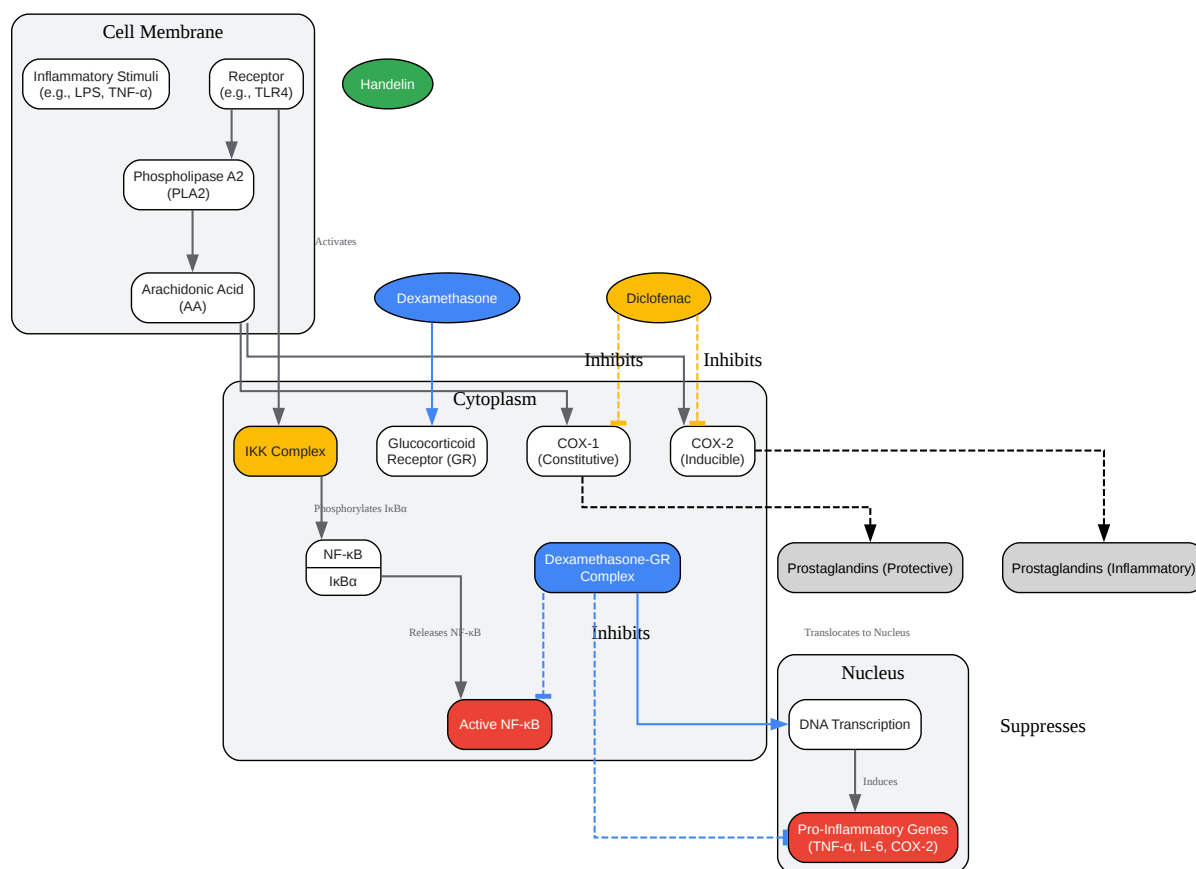 Cell Membrane
Inflammatory Stimuli
(e.g., LPS, TNF-α)
Receptor
(e.g., TLR4)
Handelin
Phospholipase A2
(PLA2)
Activates
Arachidonic Acid
(AA)
Dexamethasone
Diclofenac
Inhibits
Inhibits
Cytoplasm
IKK Complex
Glucocorticoid
Receptor (GR)
COX-1
(Constitutive)
COX-2
(Inducible)
Phosphorylates IκBα
NF-κB
IκBα
Dexamethasone-GR
Complex
Prostaglandins (Protective)
Prostaglandins (Inflammatory)
Releases NF-κB
Inhibits
Translocates to Nucleus
Nucleus
Active NF-κB
DNA Transcription
Suppresses
Induces
Pro-Inflammatory Genes
(TNF-α, IL-6, COX-2)